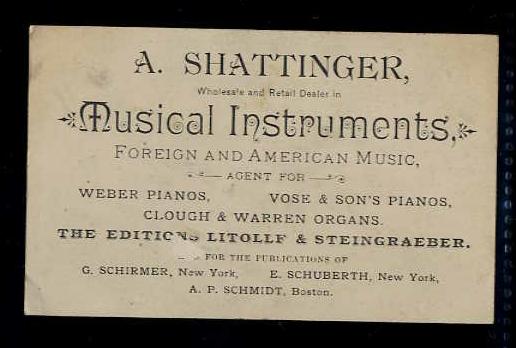 A. SHATTINGER,
Wholesale and Retail Dealer in
Musical Instruments,
FOREIGN AND AMERICAN MUSIC,
AGENT FOR
WEBER PIANOS, VOSE & SON'S PIANOS,
CLOUGH & WARREN ORGANS.
THE EDITIONS LITOLFF & STEINGRAEBER.
FOR THE PUBLICATIONS OF
G. SCHIRMER, New York, E. SCHUBERTH, New York,
A. P. SCHMIDT, Boston.